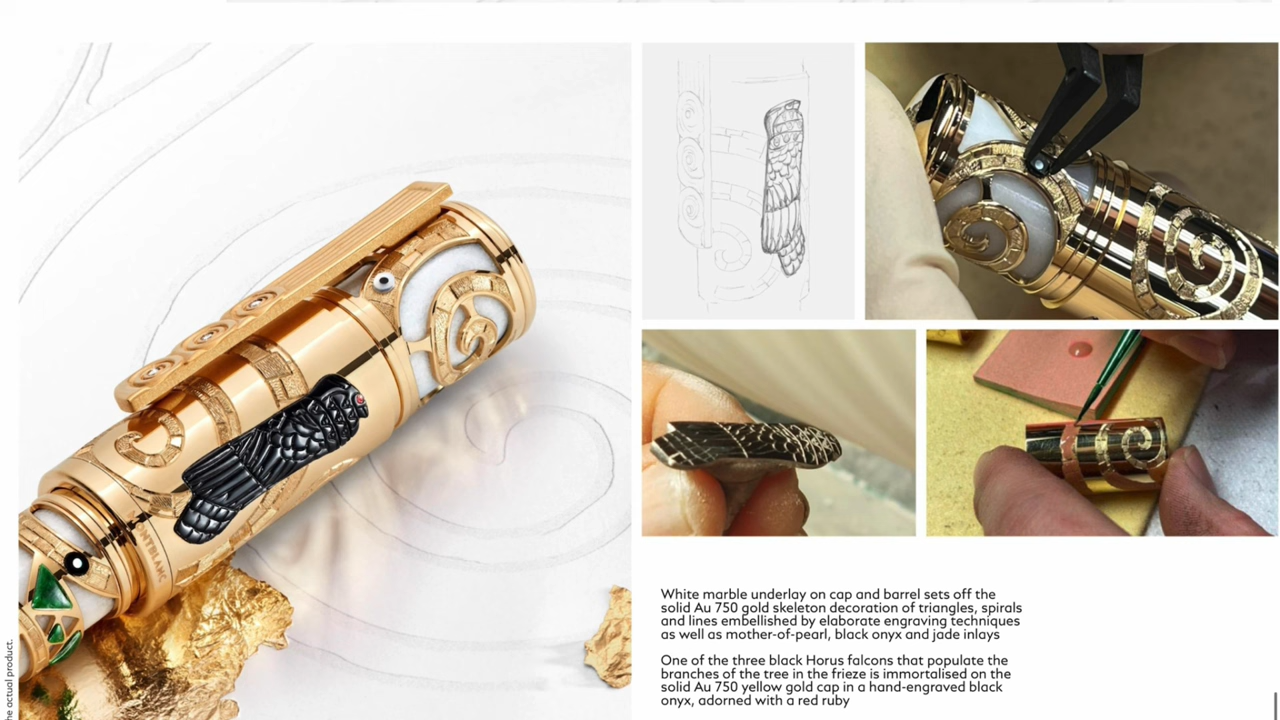 he actual product.
NTBLANC
White marble underlay on cap and barrel sets off the
solid Au 750 gold skeleton decoration of triangles, spirals
and lines embellished by elaborate engraving techniques
as well as mother-of-pearl, black onyx and jade inlays
One of the three black Horus falcons that populate the
branches of the tree in the frieze is immortalised on the
solid Au 750 yellow gold cap in a hand-engraved black
onyx, adorned with a red ruby